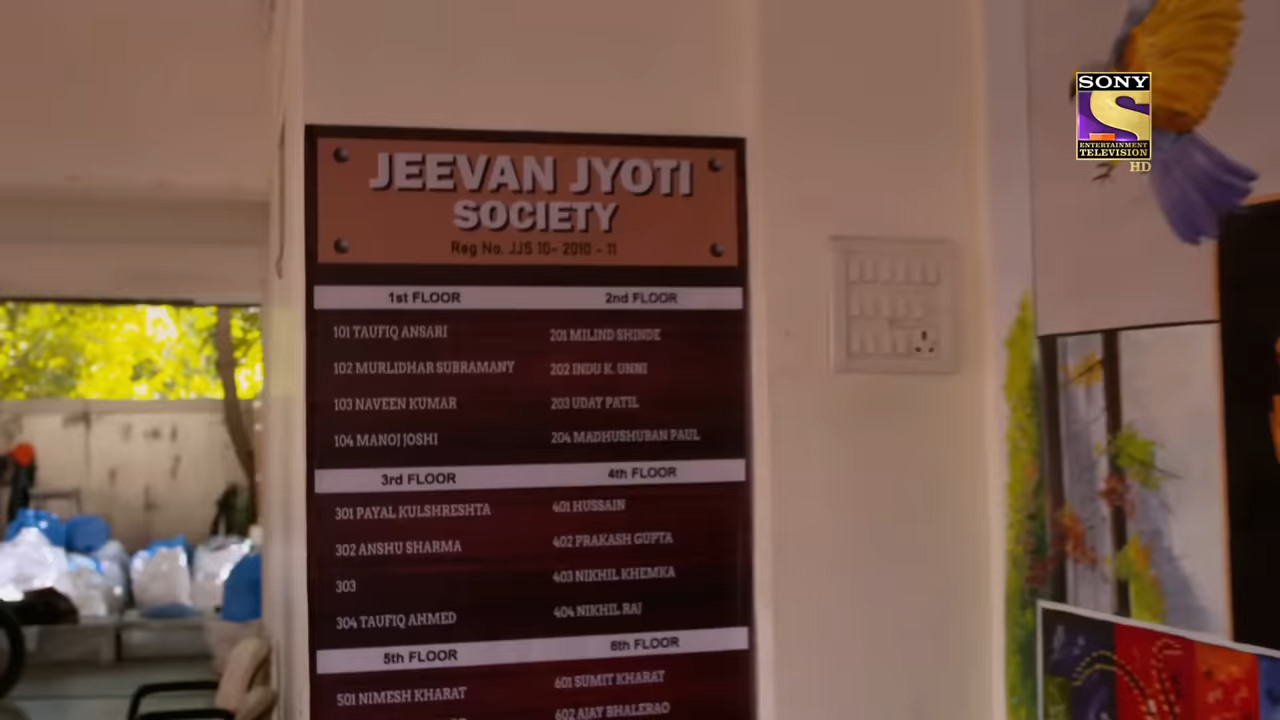 SONY
ENTERTAINMENT
TELEVISION
HD
JEEVAN JYOTI
SOCIETY
Reg No. JJS 10- 2010 - 11
1st FLOOR 2nd FLOOR
101 TAUFIQ ANSARI 201 MILIND SHINDE
102 MURLIDHAR SUBRAMANY 202 INDU K. UNNI
103 NAVEEN KUMAR 203 UDAY PATIL
104 MANOJ JOSHI 204 MADHUSHUBAN PAUL
3rd FLOOR 4th FLOOR
301 PAYAL KULSHRESHTA 401 HUSSAIN
302 ANSHU SHARMA 402 PRAKASH GUPTA
303 403 NIKHIL KHEMKA
304 TAUFIQ AHMED 404 NIKHIL RAJ
5th FLOOR 6th FLOOR
501 NIMESH KHARAT 601 SUMIT KHARAT
602 AJAY BHALERAO